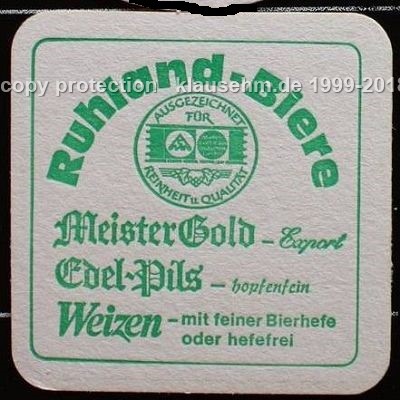 copy protection klausehm.de 1999-2018
Ruhland-Biere
AUSGEZEICHNET
FÜR
REINHEIT u. QUALITÄT
MeisterGold - Export
Edel-Pils - hopfenfein
Weizen - mit feiner Bierhefe
oder hefefrei